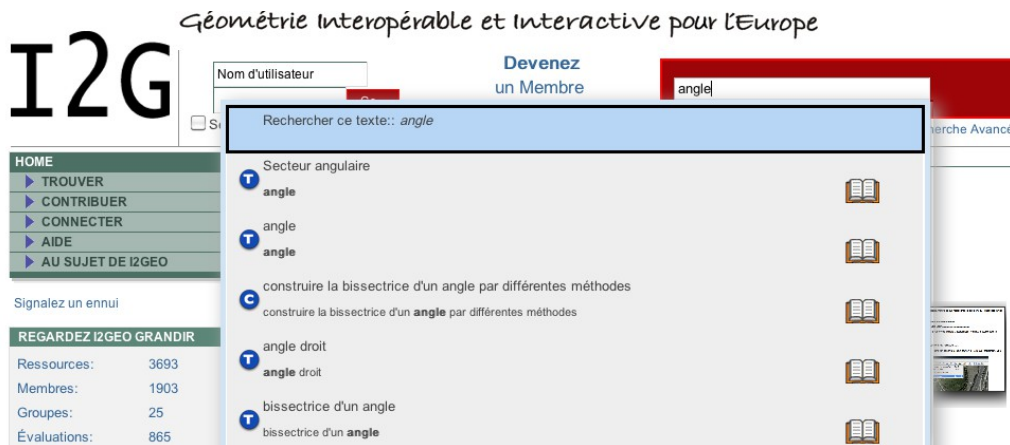 Géométrie Interopérable et Interactive pour l'Europe
I2G
Nom d'utilisateur
Devenez
un Membre
angle
Rechercher ce texte:: angle
HOME
TROUVER
CONTRIBUER
CONNECTER
AIDE
AU SUJET DE I2GEO
Signalez un ennui
REGARDEZ I2GEO GRANDIR
Ressources: 3693
Membres: 1903
Groupes: 25
Évaluations: 865
T
Secteur angulaire
angle
T
angle
angle
C
construire la bissectrice d'un angle par différentes méthodes
construire la bissectrice d'un angle par différentes méthodes
T
angle droit
angle droit
T
bissectrice d'un angle
bissectrice d'un angle